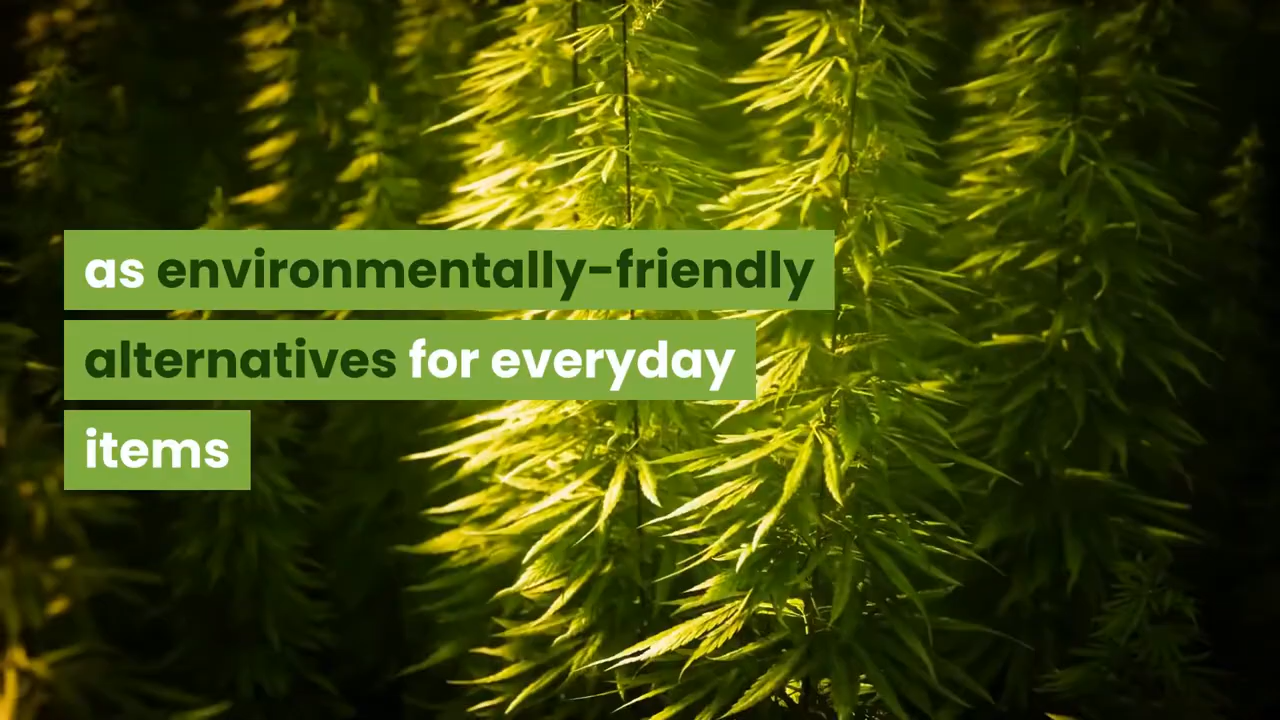 as environmentally-friendly
alternatives for everyday
items